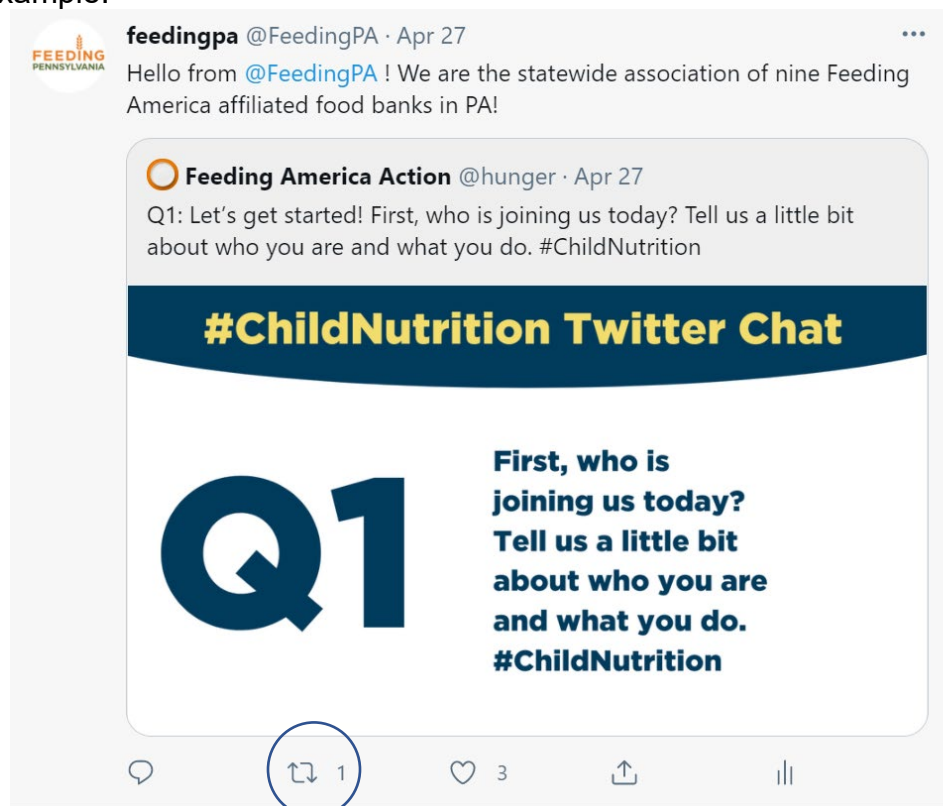 xample:
feedingpa @FeedingPA · Apr 27
FEEDING
PENNSYLVANIA
Hello from @FeedingPA ! We are the statewide association of nine Feeding
America affiliated food banks in PA!
Feeding America Action @hunger · Apr 27
Q1: Let's get started! First, who is joining us today? Tell us a little bit
about who you are and what you do. #ChildNutrition
#ChildNutrition Twitter Chat
Q1
First, who is
joining us today?
Tell us a little bit
about who you are
and what you do.
#ChildNutrition
1
3